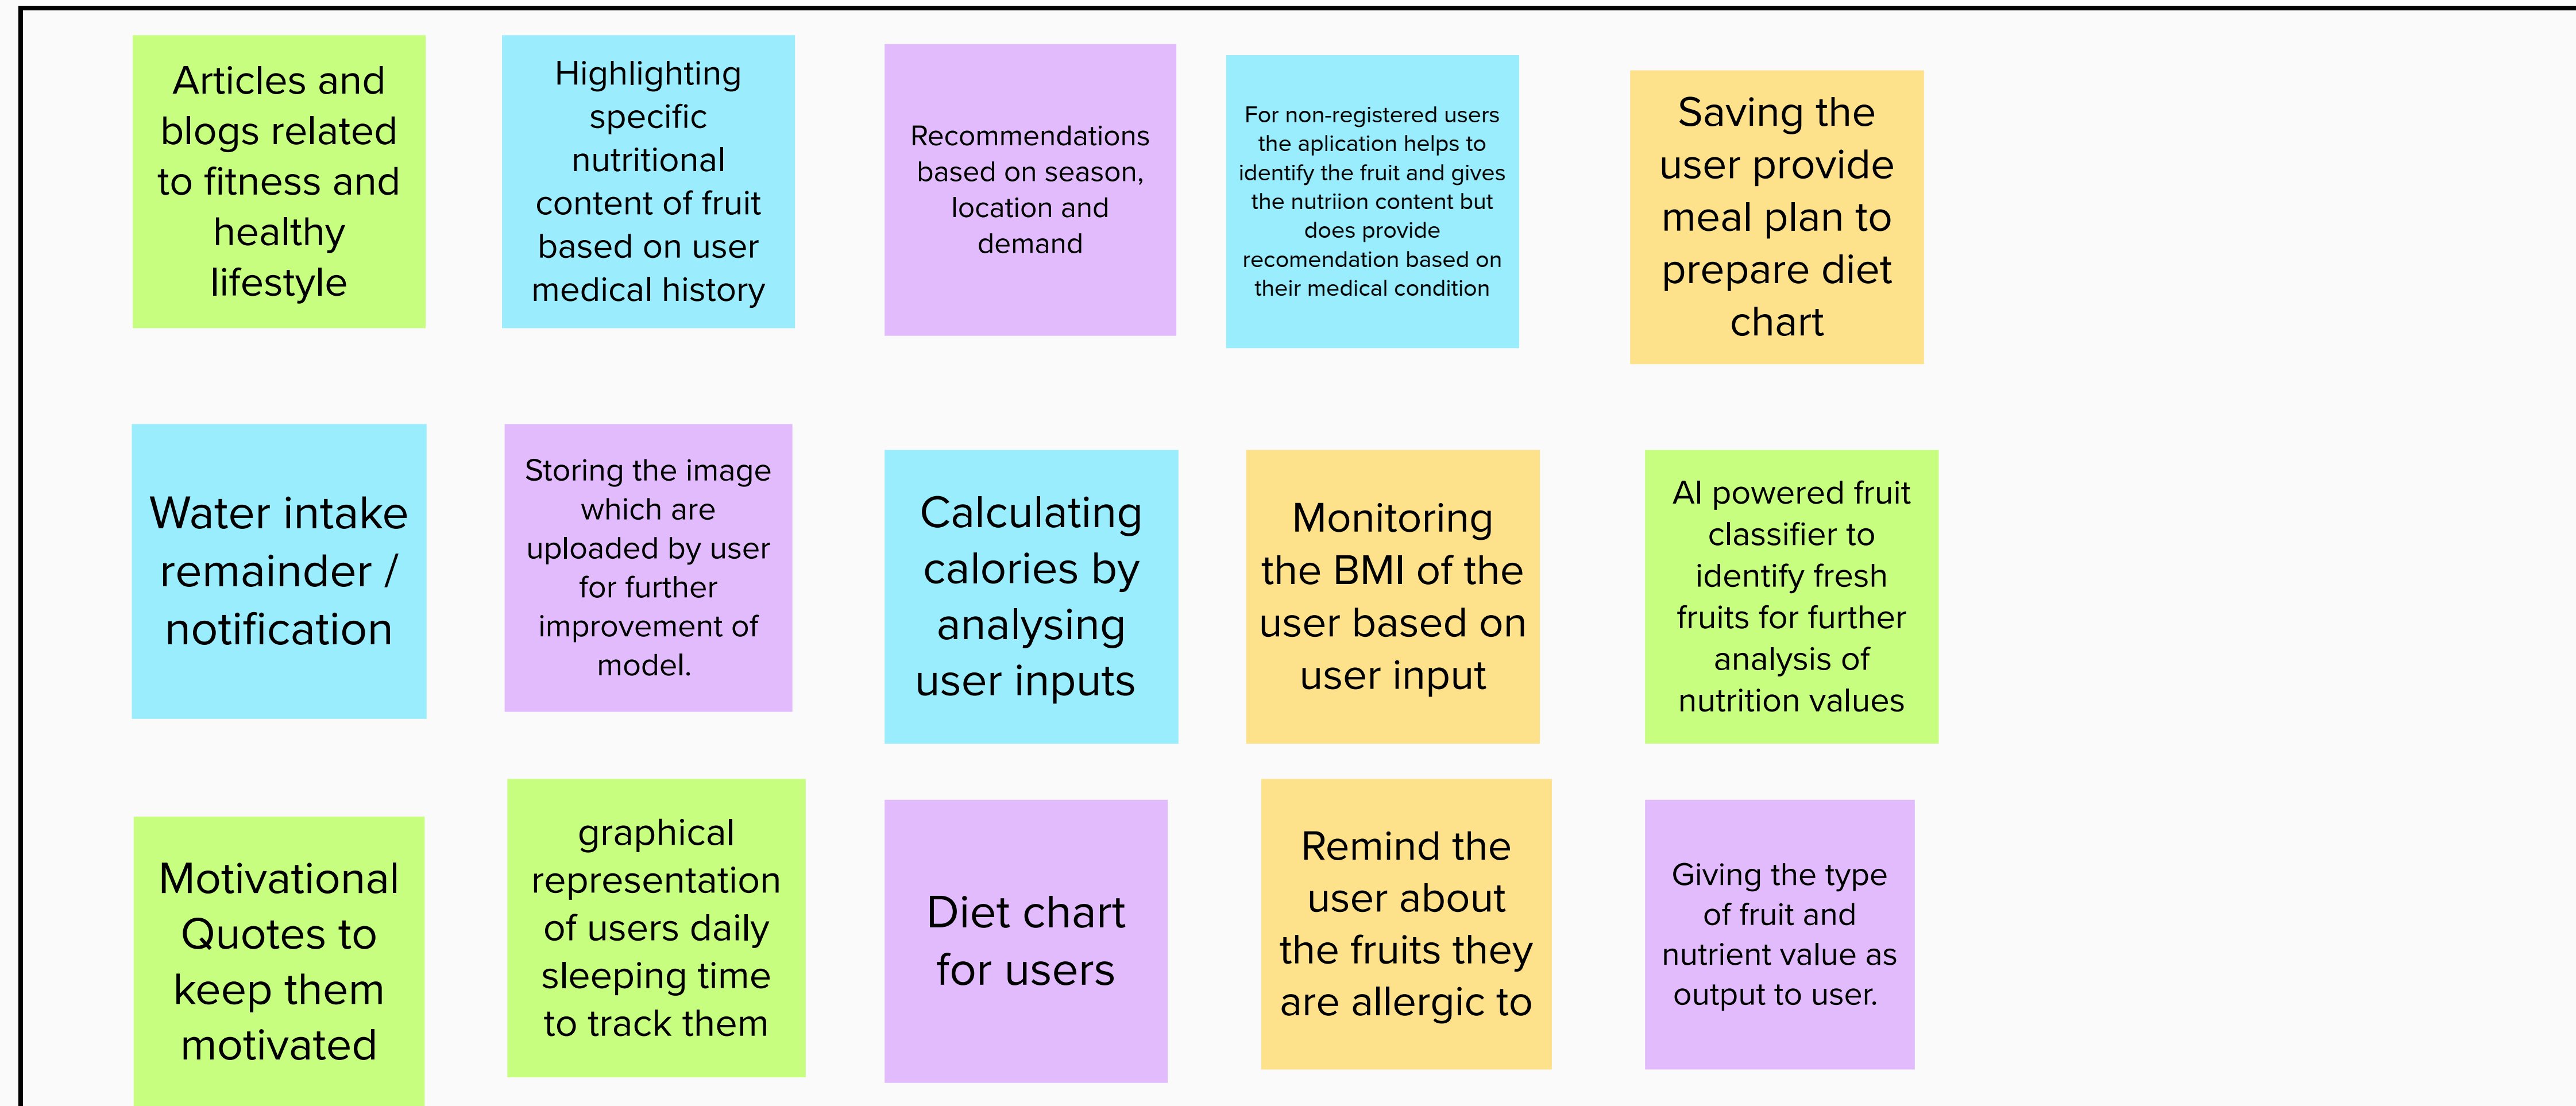 Articles and
blogs related
to fitness and
healthy
lifestyle
Highlighting
specific
nutritional
content of fruit
based on user
medical history
Recommendations
based on season,
location and
demand
For non-registered users
the aplication helps to
identify the fruit and gives
the nutriion content but
does provide
recomendation based on
their medical condition
Saving the
user provide
meal plan to
prepare diet
chart
Water intake
remainder /
notification
Storing the image
which are
uploaded by user
for further
improvement of
model.
Calculating
calories by
analysing
user inputs
Monitoring
the BMI of the
user based on
user input
AI powered fruit
classifier to
identify fresh
fruits for further
analysis of
nutrition values
Motivational
Quotes to
keep them
motivated
graphical
representation
of users daily
sleeping time
to track them
Diet chart
for users
Remind the
user about
the fruits they
are allergic to
Giving the type
of fruit and
nutrient value as
output to user.